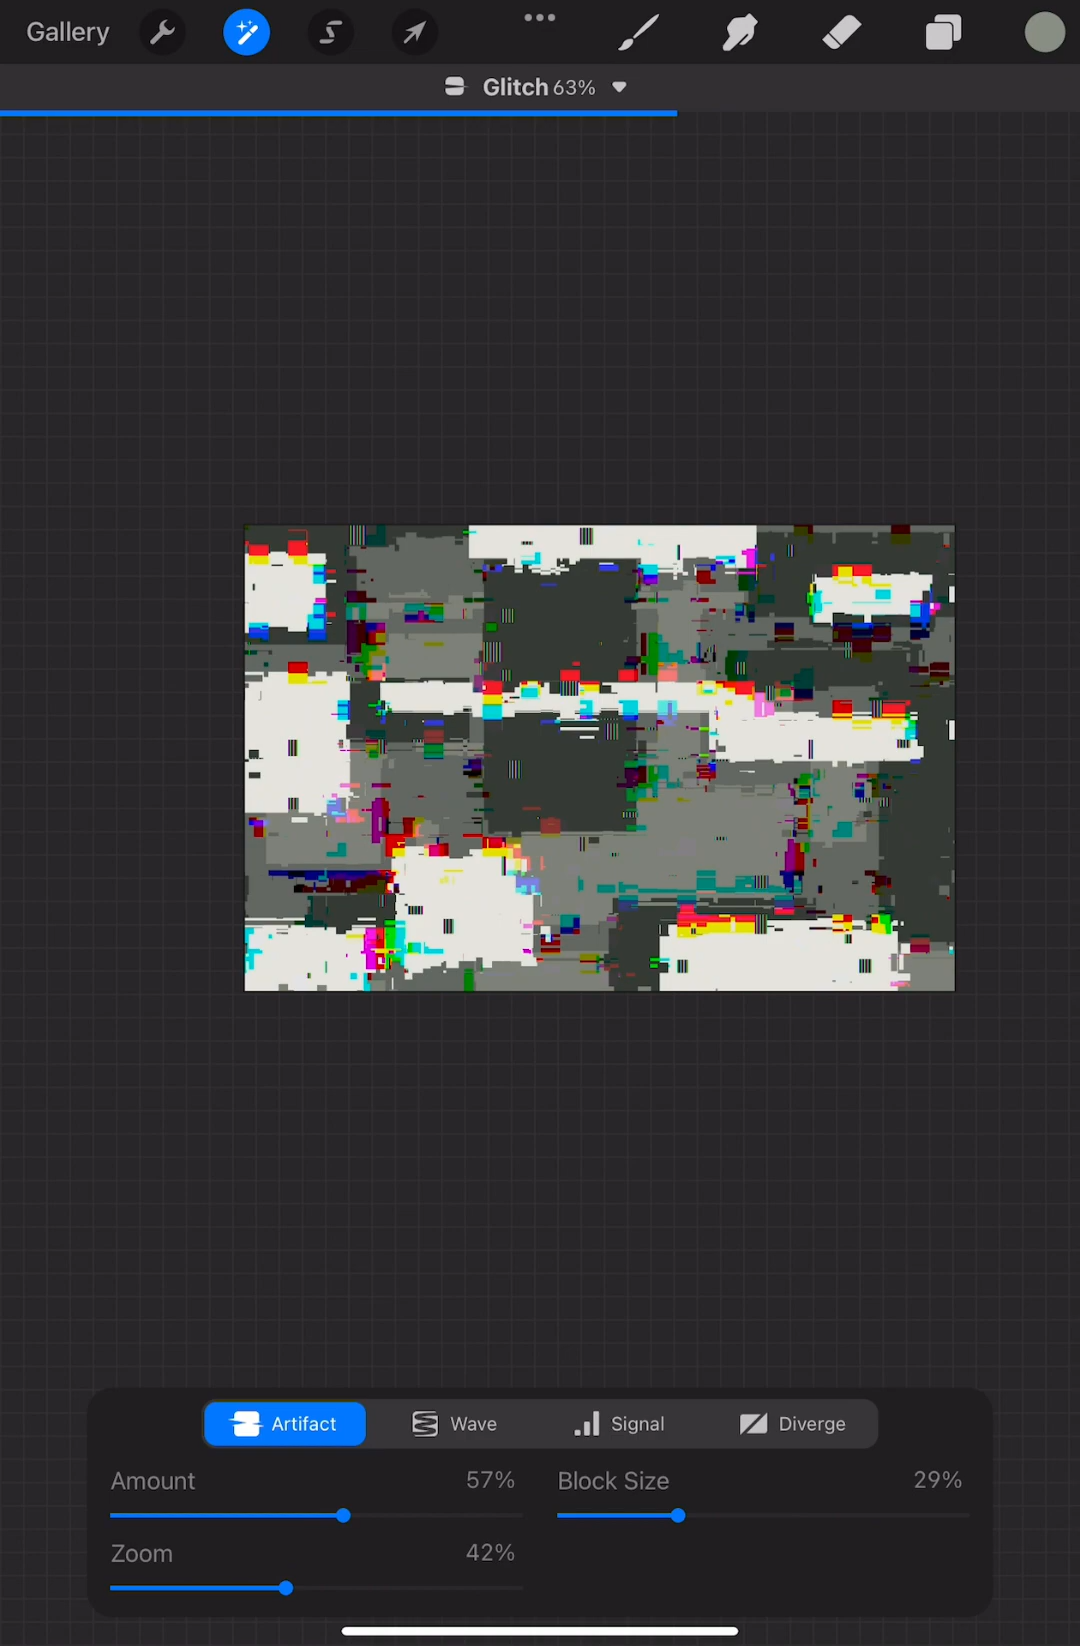 Gallery
Glitch 63%
Artifact Wave Signal Diverge
Amount 57% Block Size 29%
Zoom 42%